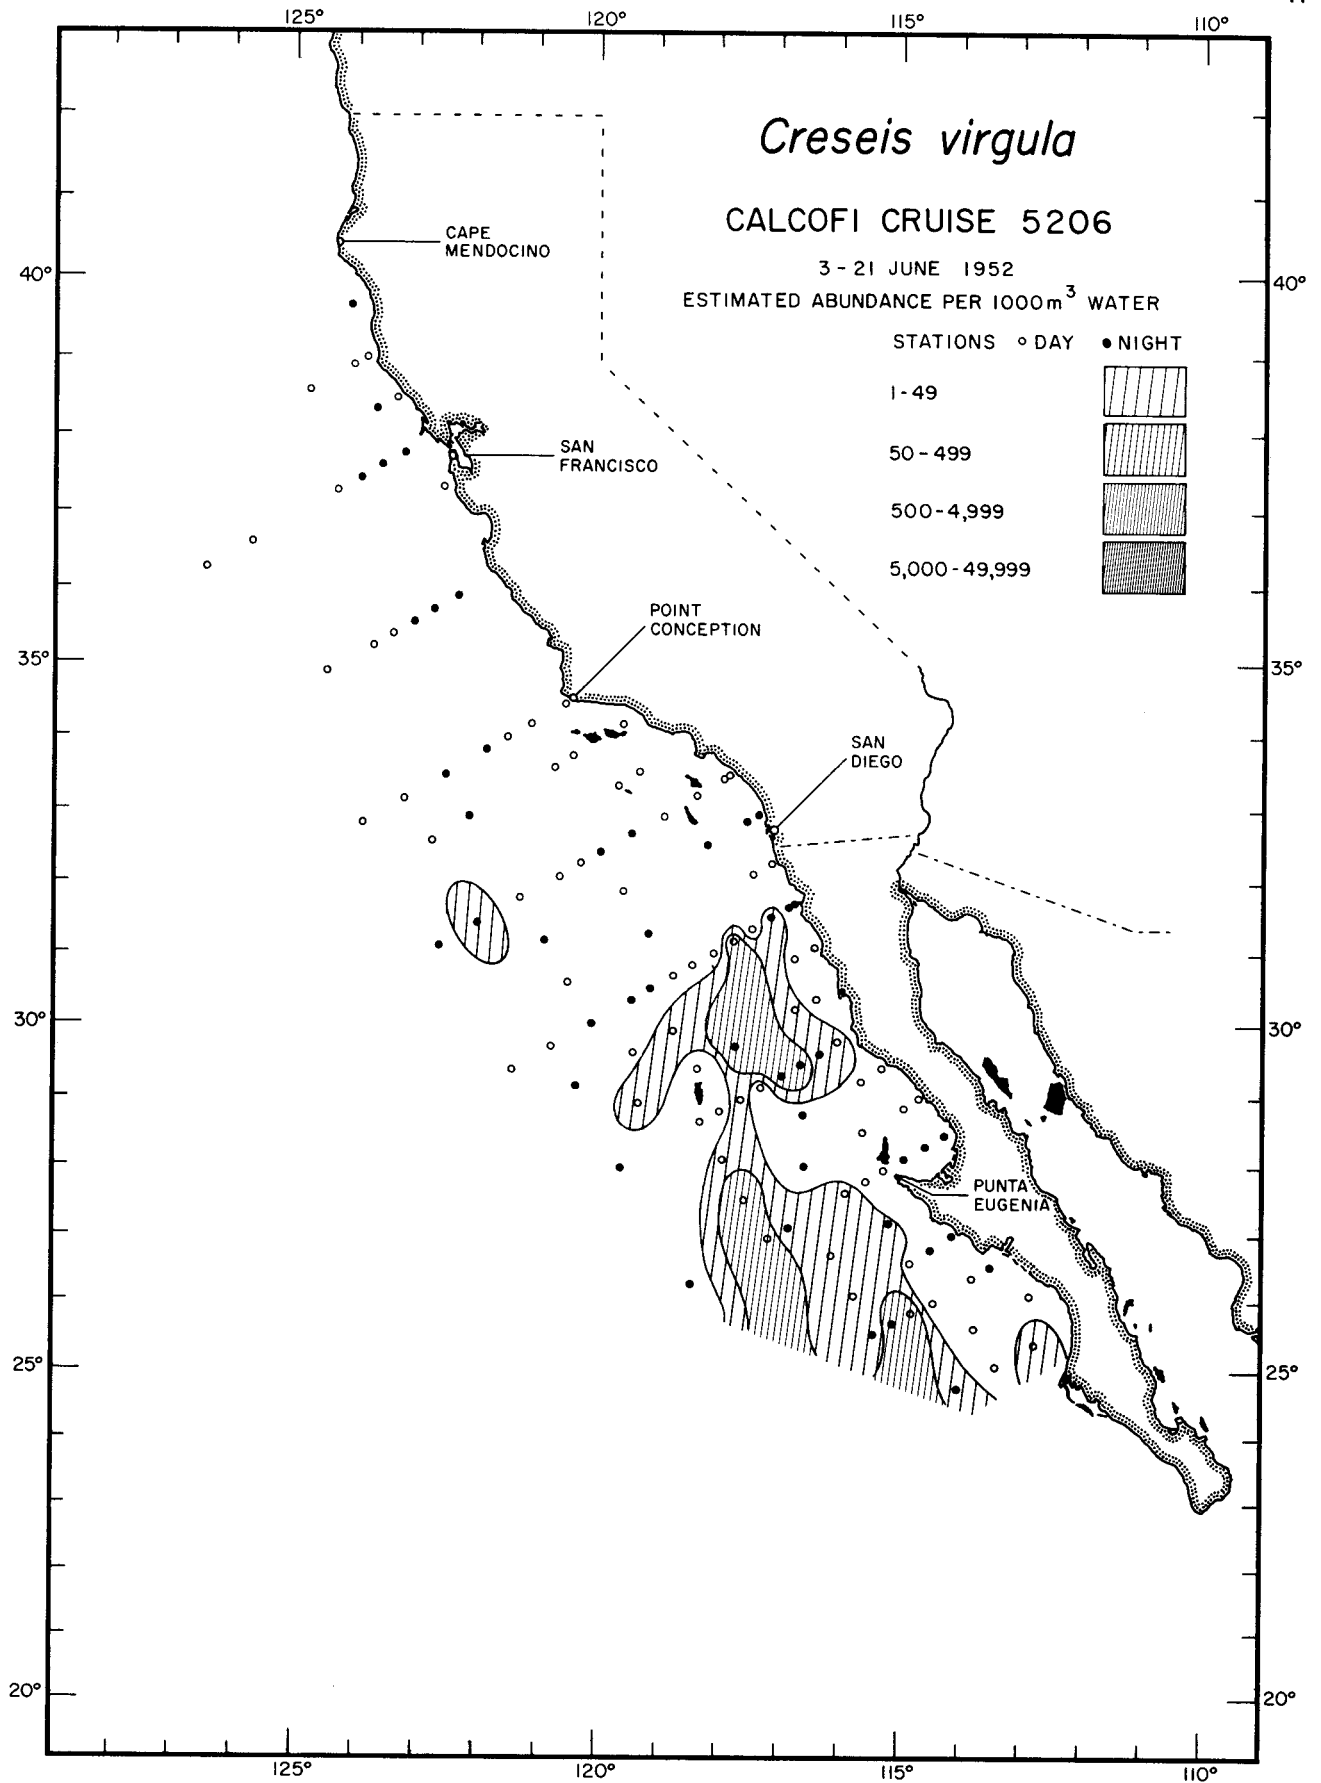 125° 120° 115° 110°
Creseis virgula
CALCOFI CRUISE 5206
3-21 JUNE 1952
ESTIMATED ABUNDANCE PER 1000m³ WATER
STATIONS ○ DAY ● NIGHT
1-49
50-499
500-4,999
5,000-49,999
CAPE
MENDOCINO
40° 40°
SAN
FRANCISCO
POINT
CONCEPTION
35° 35°
SAN
DIEGO
30° 30°
PUNTA
EUGENIA
25° 25°
20° 20°
125° 120° 115° 110°